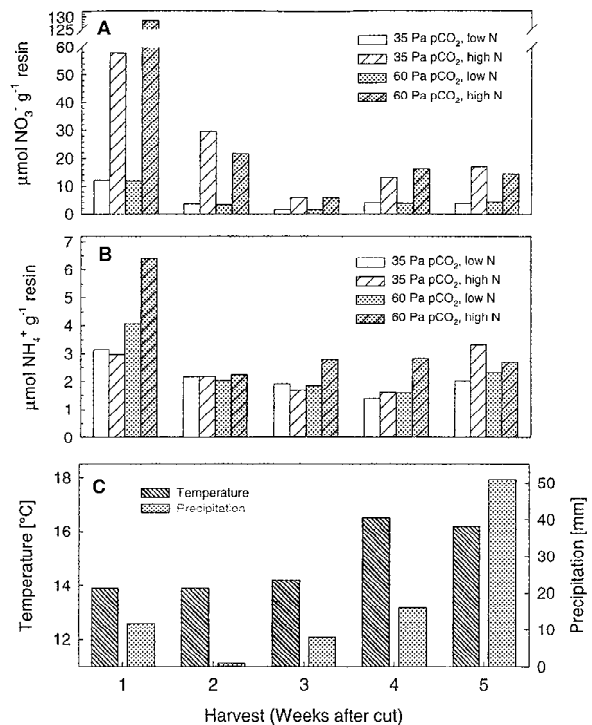 A
130
125
60
50
40
30
20
10
0
µmol NO₃⁻ g⁻¹ resin
35 Pa pCO₂, low N
35 Pa pCO₂, high N
60 Pa pCO₂, low N
60 Pa pCO₂, high N
B
7
6
5
4
3
2
1
0
µmol NH₄⁺ g⁻¹ resin
35 Pa pCO₂, low N
35 Pa pCO₂, high N
60 Pa pCO₂, low N
60 Pa pCO₂, high N
C
18
16
14
12
Temperature [°C]
Temperature
Precipitation
50
40
30
20
10
0
Precipitation [mm]
1 2 3 4 5
Harvest (Weeks after cut)